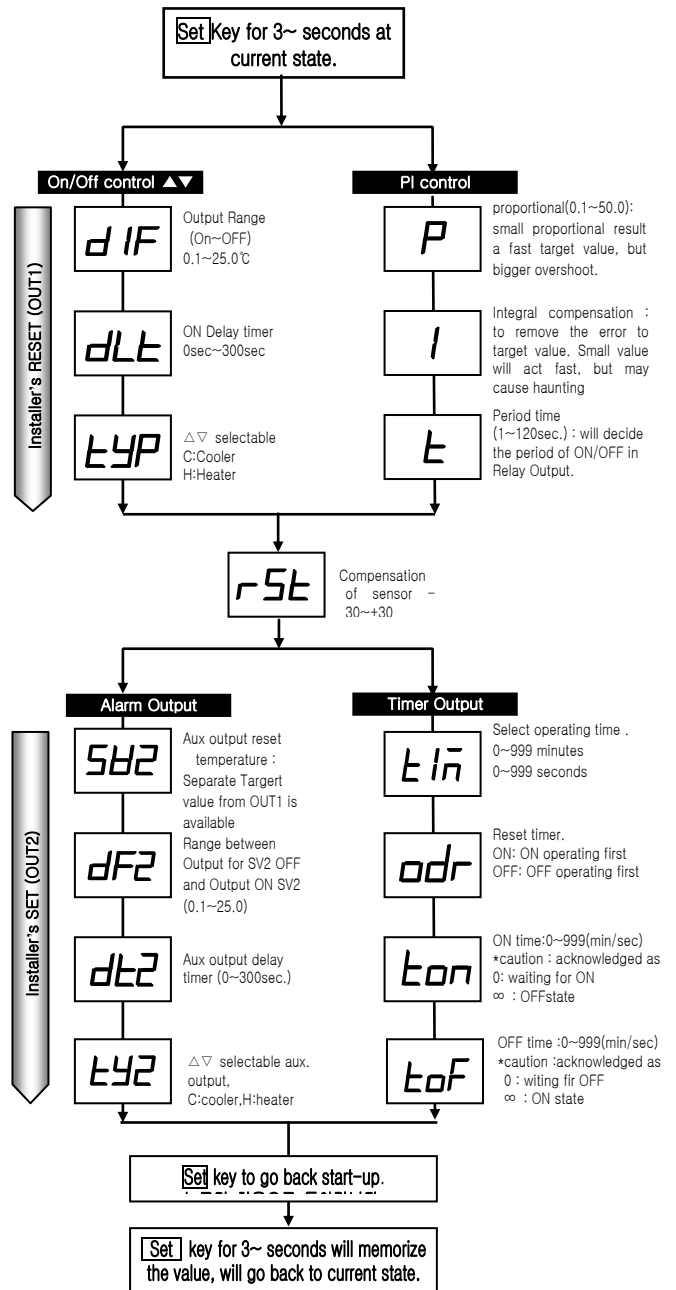 Set Key for 3~ seconds at
current state.
On/Off control ▲▼
PI control
Installer's RESET (OUT1)
dIF
Output Range
(On~OFF)
0.1~25.0℃
dLt
ON Delay timer
0sec~300sec
tYP
△▽ selectable
C:Cooler
H:Heater
P
proportional(0.1~50.0):
small proportional result
a fast target value, but
bigger overshoot.
I
Integral compensation :
to remove the error to
target value. Small value
will act fast, but may
cause haunting
t
Period time
(1~120sec.) : will decide
the period of ON/OFF in
Relay Output.
rSt
Compensation
of sensor -
30~+30
Alarm Output
Timer Output
Installer's SET (OUT2)
SU2
Aux output reset
temperature :
Separate Targert
value from OUT1 is
available
dF2
Range between
Output for SV2 OFF
and Output ON SV2
(0.1~25.0)
dt2
Aux output delay
timer (0~300sec.)
tY2
△▽ selectable aux.
output,
C:cooler,H:heater
tIn
Select operating time .
0~999 minutes
0~999 seconds
odr
Reset timer.
ON: ON operating first
OFF: OFF operating first
ton
ON time:0~999(min/sec)
*caution : acknowledged as
0: waiting for ON
∞ : OFFstate
toF
OFF time :0~999(min/sec)
*caution :acknowledged as
0 : witing fir OFF
∞ : ON state
Set key to go back start-up.
Set key for 3~ seconds will memorize
the value, will go back to current state.